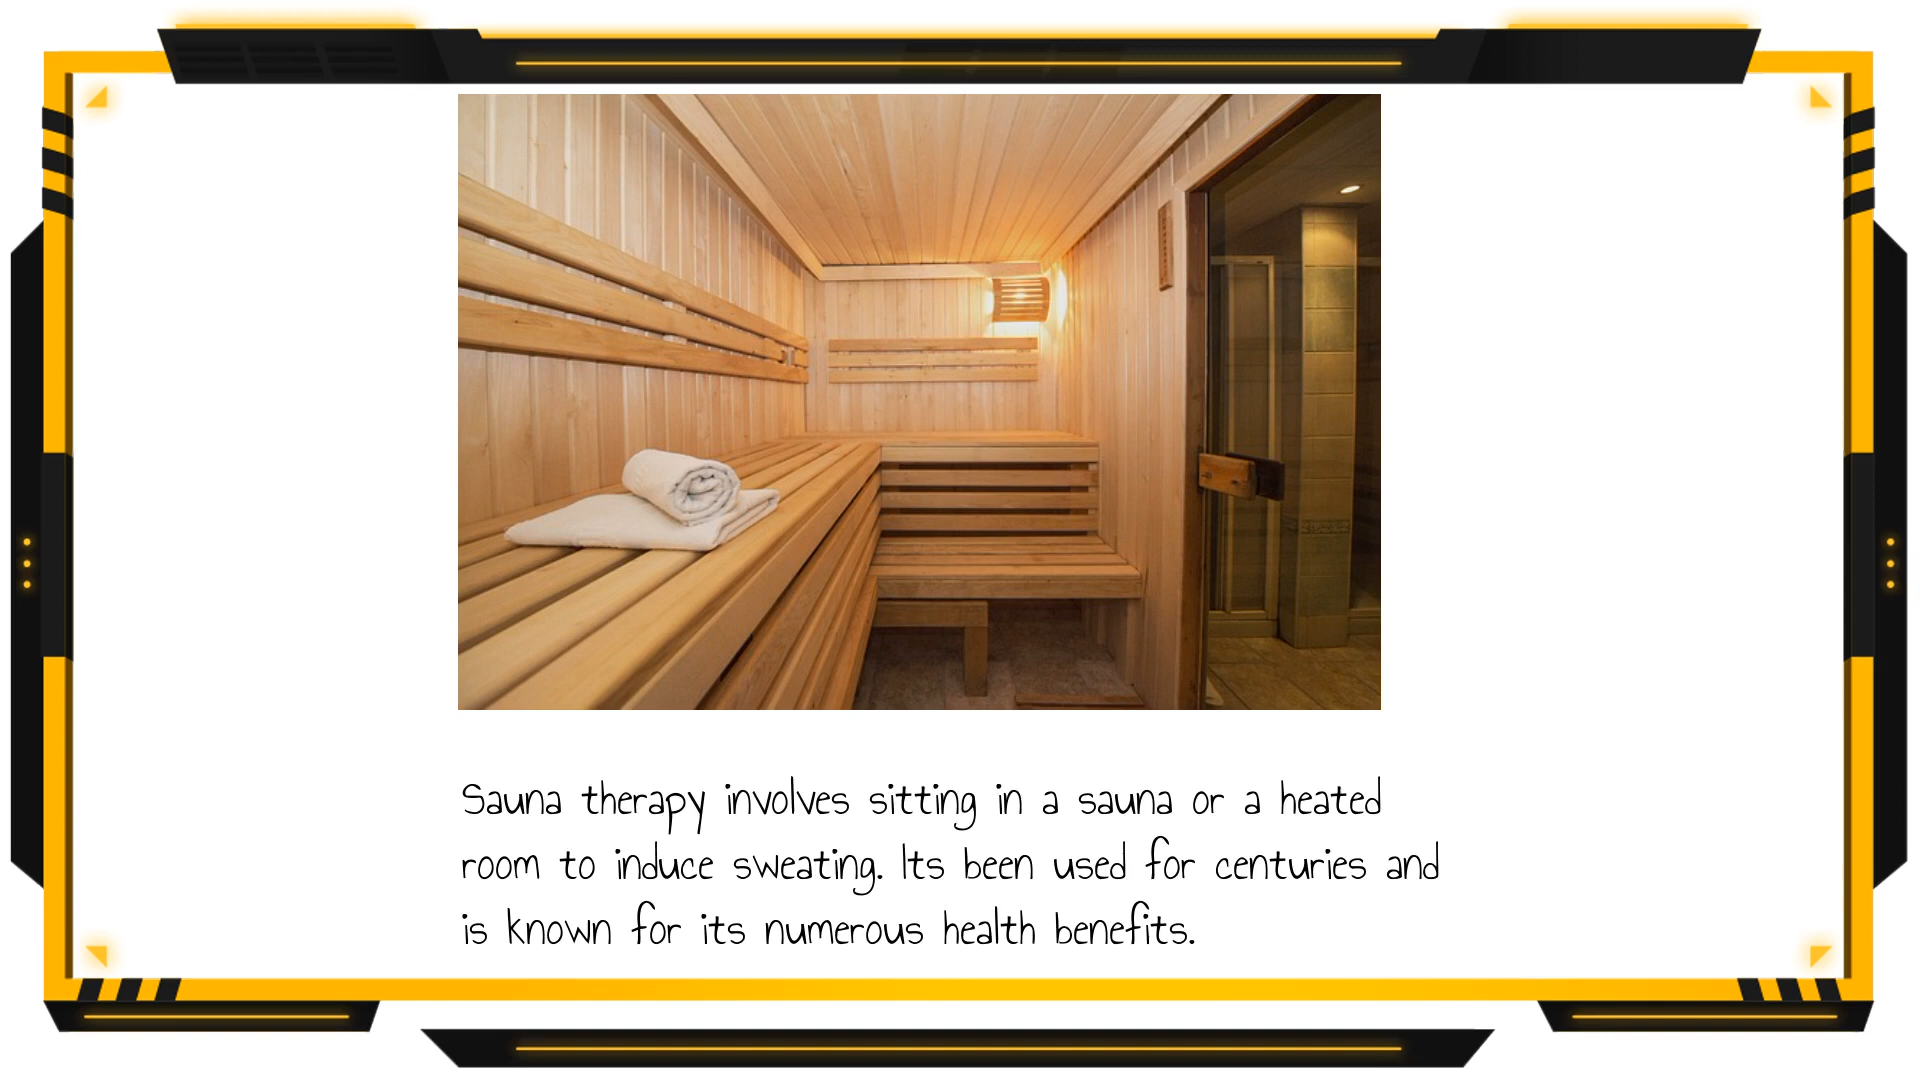 Sauna therapy involves sitting in a sauna or a heated
room to induce sweating. Its been used for centuries and
is known for its numerous health benefits.